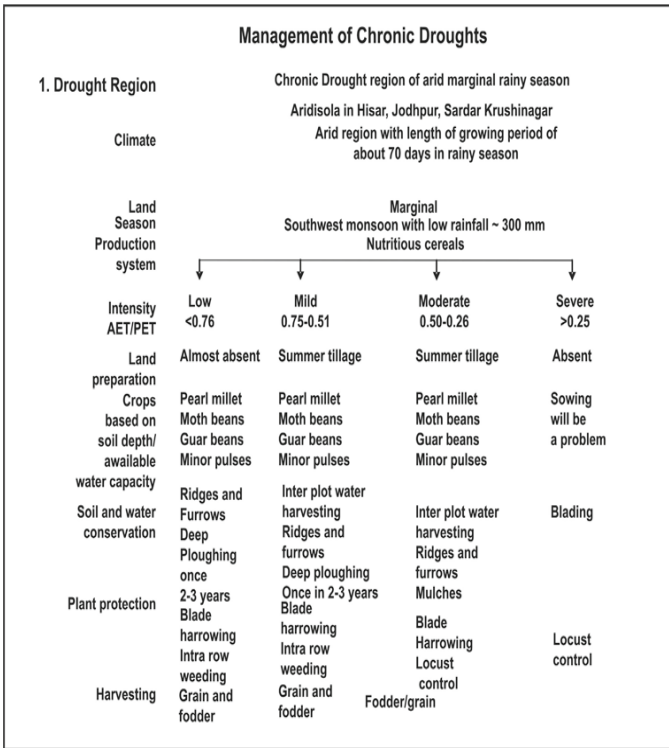 Management of Chronic Droughts
1. Drought Region
Chronic Drought region of arid marginal rainy season
Aridisola in Hisar, Jodhpur, Sardar Krushinagar
Climate
Arid region with length of growing period of
about 70 days in rainy season
Land
Marginal
Season
Southwest monsoon with low rainfall ~ 300 mm
Production
system
Nutritious cereals
Intensity
AET/PET
Low
<0.76
Mild
0.75-0.51
Moderate
0.50-0.26
Severe
>0.25
Land
preparation
Almost absent
Summer tillage
Summer tillage
Absent
Crops
based on
soil depth/
available
water capacity
Pearl millet
Moth beans
Guar beans
Minor pulses
Pearl millet
Moth beans
Guar beans
Minor pulses
Pearl millet
Moth beans
Guar beans
Minor pulses
Sowing
will be
a problem
Soil and water
conservation
Ridges and
Furrows
Deep
Ploughing
once
2-3 years
Inter plot water
harvesting
Ridges and
furrows
Deep ploughing
Once in 2-3 years
Inter plot water
harvesting
Ridges and
furrows
Mulches
Blading
Plant protection
Blade
harrowing
Intra row
weeding
Blade
harrowing
Intra row
weeding
Blade
Harrowing
Locust
control
Locust
control
Harvesting
Grain and
fodder
Grain and
fodder
Fodder/grain